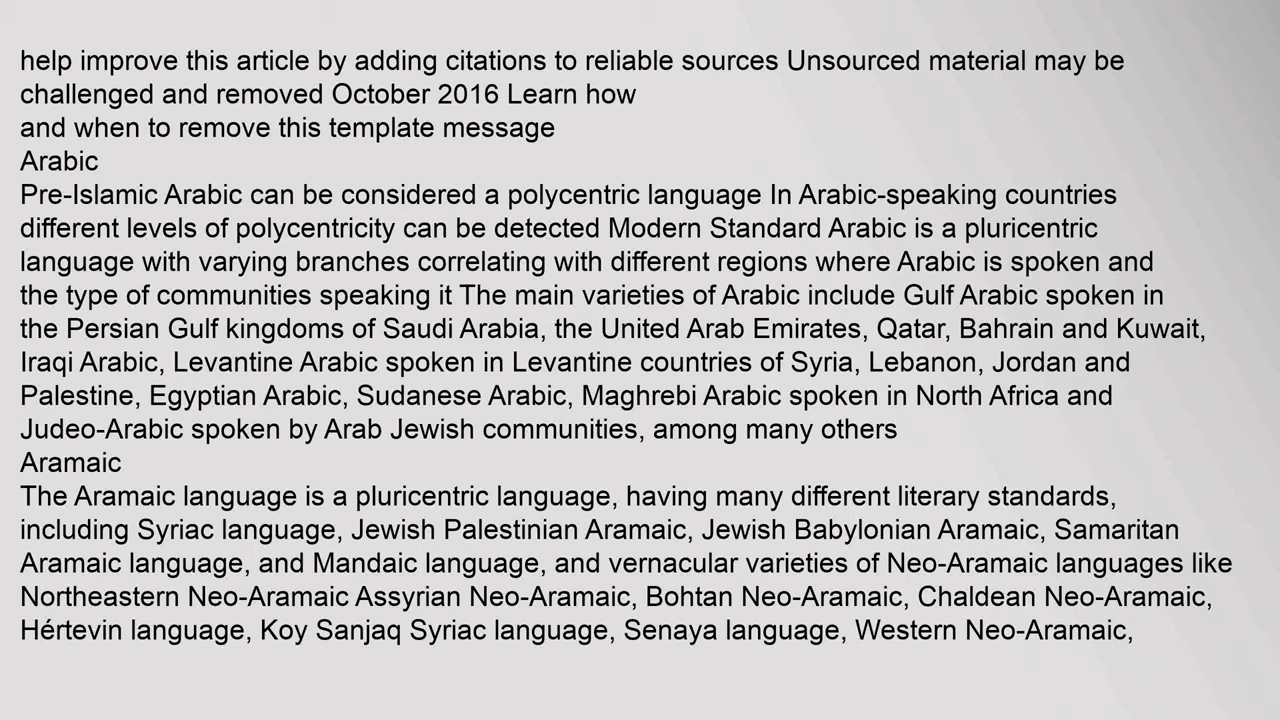 help improve this article by adding citations to reliable sources Unsourced material may be
challenged and removed October 2016 Learn how
and when to remove this template message
Arabic
Pre-Islamic Arabic can be considered a polycentric language In Arabic-speaking countries
different levels of polycentricity can be detected Modern Standard Arabic is a pluricentric
language with varying branches correlating with different regions where Arabic is spoken and
the type of communities speaking it The main varieties of Arabic include Gulf Arabic spoken in
the Persian Gulf kingdoms of Saudi Arabia, the United Arab Emirates, Qatar, Bahrain and Kuwait,
Iraqi Arabic, Levantine Arabic spoken in Levantine countries of Syria, Lebanon, Jordan and
Palestine, Egyptian Arabic, Sudanese Arabic, Maghrebi Arabic spoken in North Africa and
Judeo-Arabic spoken by Arab Jewish communities, among many others
Aramaic
The Aramaic language is a pluricentric language, having many different literary standards,
including Syriac language, Jewish Palestinian Aramaic, Jewish Babylonian Aramaic, Samaritan
Aramaic language, and Mandaic language, and vernacular varieties of Neo-Aramaic languages like
Northeastern Neo-Aramaic Assyrian Neo-Aramaic, Bohtan Neo-Aramaic, Chaldean Neo-Aramaic,
Hértevin language, Koy Sanjaq Syriac language, Senaya language, Western Neo-Aramaic,